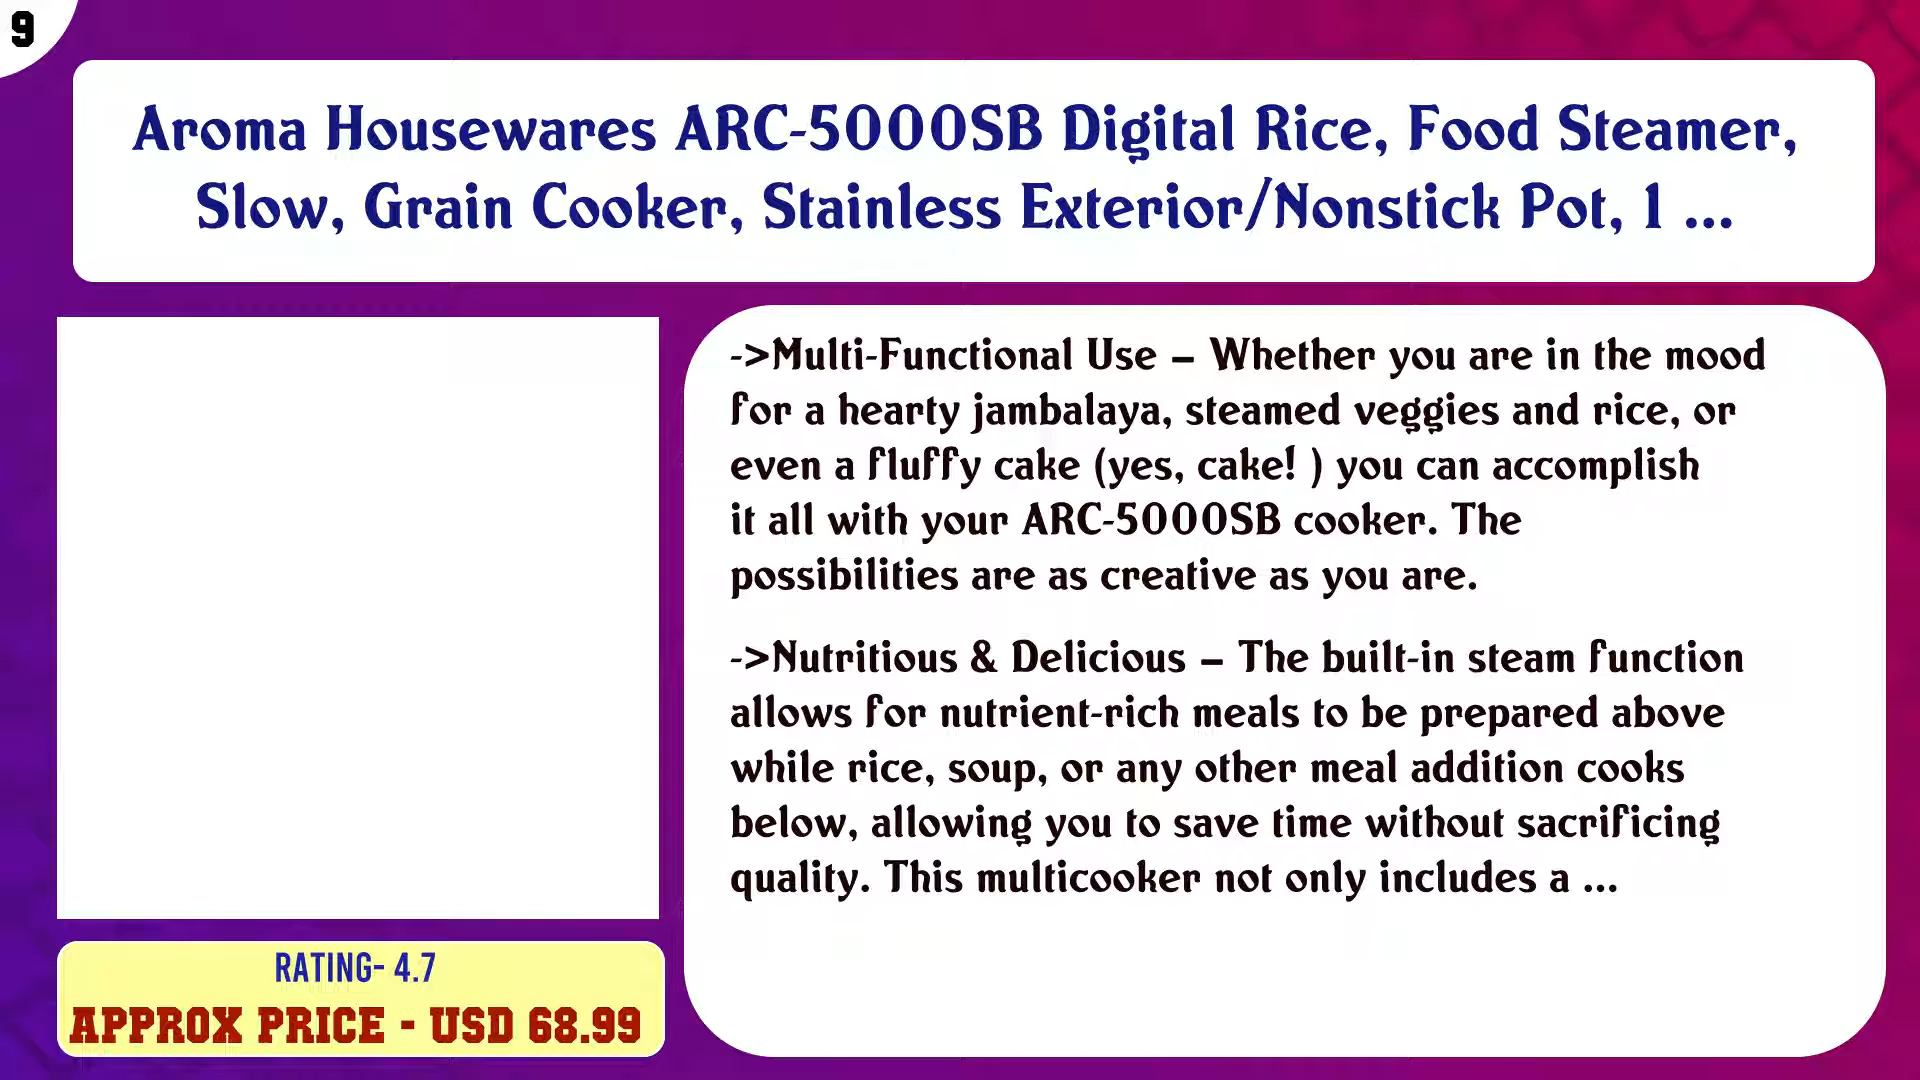 9
Aroma Housewares ARC-5000SB Digital Rice, Food Steamer,
Slow, Grain Cooker, Stainless Exterior/Nonstick Pot, 1 ...
->Multi-Functional Use – Whether you are in the mood
for a hearty jambalaya, steamed veggies and rice, or
even a fluffy cake (yes, cake! ) you can accomplish
it all with your ARC-5000SB cooker. The
possibilities are as creative as you are.
->Nutritious & Delicious – The built-in steam function
allows for nutrient-rich meals to be prepared above
while rice, soup, or any other meal addition cooks
below, allowing you to save time without sacrificing
quality. This multicooker not only includes a ...
RATING- 4.7
APPROX PRICE - USD 68.99